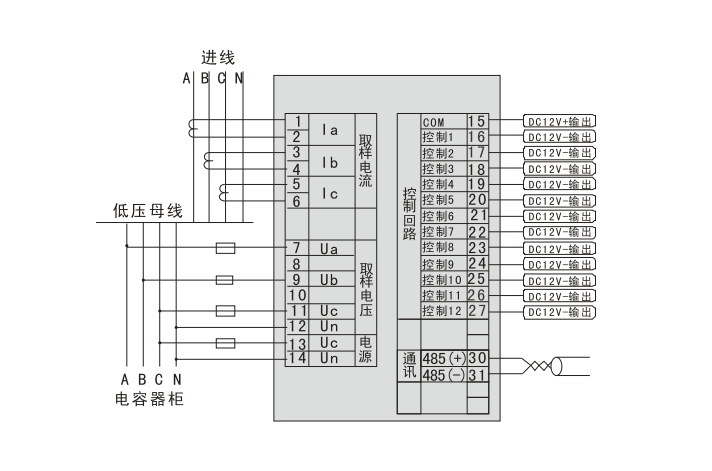 进线
A B C N
低压母线
1
2
Ia
3
4
Ib
5
6
Ic
取样电流
7 Ua
8
9 Ub
10
11 Uc
12 Un
取样电压
13 Uc
14 Un
电源
控制回路
COM 15 DC12V+输出
控制1 16 DC12V-输出
控制2 17 DC12V-输出
控制3 18 DC12V-输出
控制4 19 DC12V-输出
控制5 20 DC12V-输出
控制6 21 DC12V-输出
控制7 22 DC12V-输出
控制8 23 DC12V-输出
控制9 24 DC12V-输出
控制10 25 DC12V-输出
控制11 26 DC12V-输出
控制12 27 DC12V-输出
通讯
485(+) 30
485(-) 31
A B C N
电容器柜